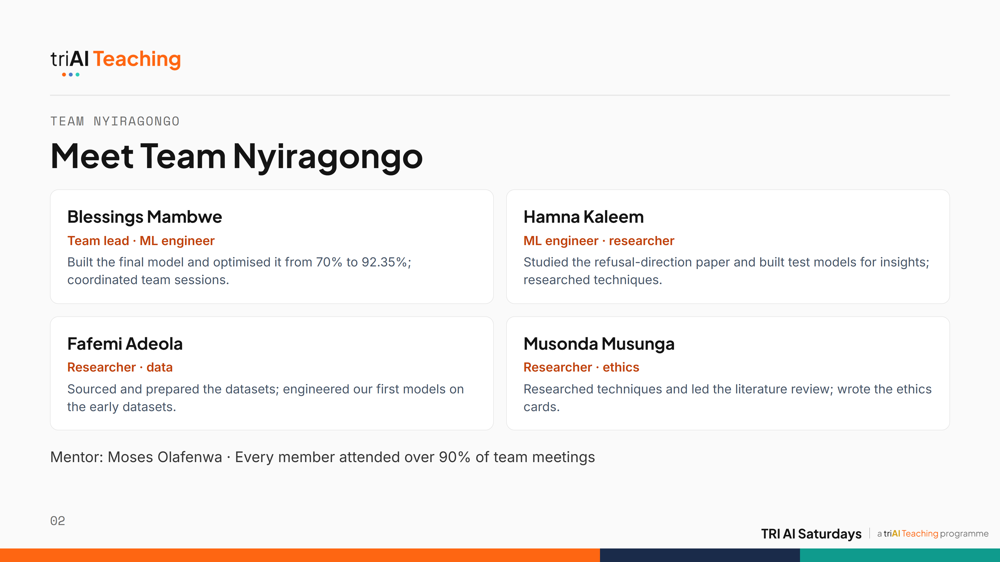 triAI Teaching
TEAM NYIRAGONGO
Meet Team Nyiragongo
Blessings Mambwe
Team lead · ML engineer
Built the final model and optimised it from 70% to 92.35%;
coordinated team sessions.
Hamna Kaleem
ML engineer · researcher
Studied the refusal-direction paper and built test models for insights;
researched techniques.
Fafemi Adeola
Researcher · data
Sourced and prepared the datasets; engineered our first models on
the early datasets.
Musonda Musunga
Researcher · ethics
Researched techniques and led the literature review; wrote the ethics
cards.
Mentor: Moses Olafenwa · Every member attended over 90% of team meetings
02
TRI AI Saturdays | a triAI Teaching programme